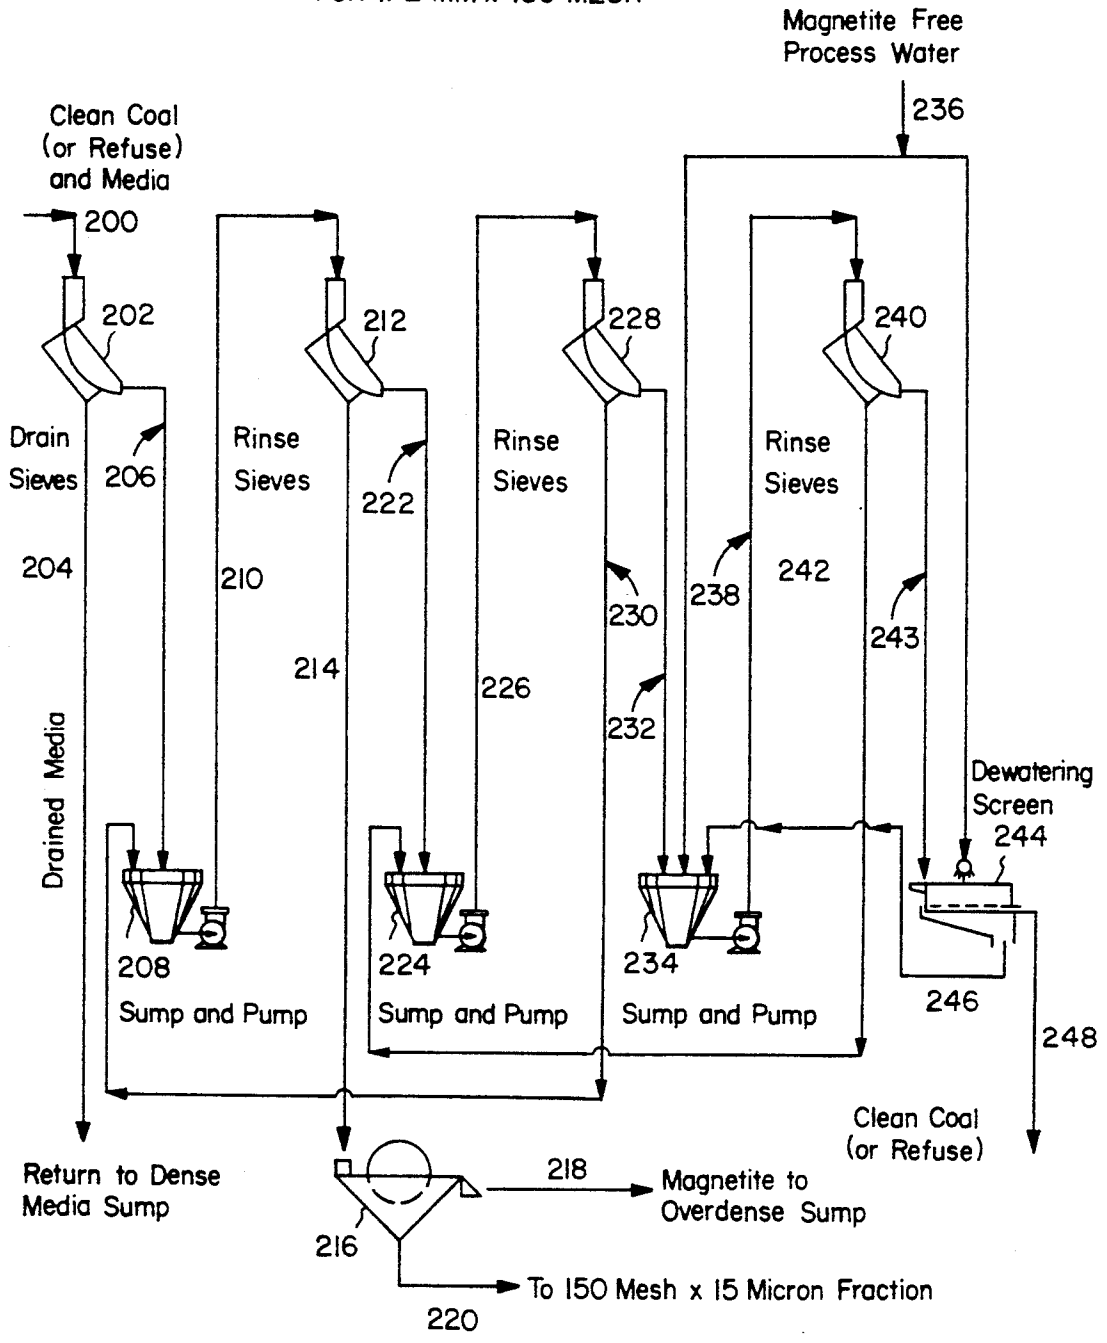 Magnetite Free
Process Water
236
Clean Coal
(or Refuse)
and Media
200
202
212
228
240
Drain
Sieves
206
Rinse
Sieves
222
Rinse
Sieves
Rinse
Sieves
204
210
230
238
242
243
214
226
232
Drained Media
Dewatering
Screen
244
208
224
234
246
Sump and Pump
Sump and Pump
Sump and Pump
248
Clean Coal
(or Refuse)
Return to Dense
Media Sump
218
Magnetite to
Overdense Sump
216
To 150 Mesh x 15 Micron Fraction
220